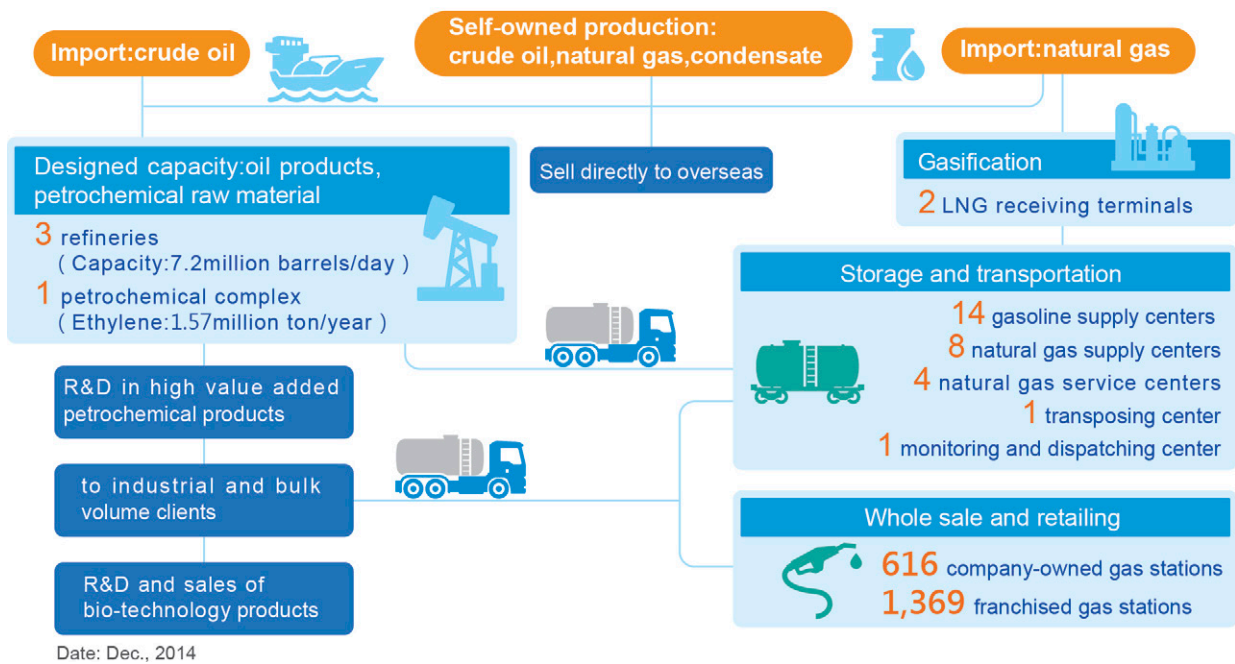 Import:crude oil
Self-owned production:
crude oil,natural gas,condensate
Import:natural gas
Designed capacity:oil products,
petrochemical raw material
3 refineries
( Capacity:7.2million barrels/day )
1 petrochemical complex
( Ethylene:1.57million ton/year )
Sell directly to overseas
Gasification
2 LNG receiving terminals
Storage and transportation
14 gasoline supply centers
8 natural gas supply centers
4 natural gas service centers
1 transposing center
1 monitoring and dispatching center
R&D in high value added
petrochemical products
to industrial and bulk
volume clients
R&D and sales of
bio-technology products
Whole sale and retailing
616 company-owned gas stations
1,369 franchised gas stations
Date: Dec., 2014